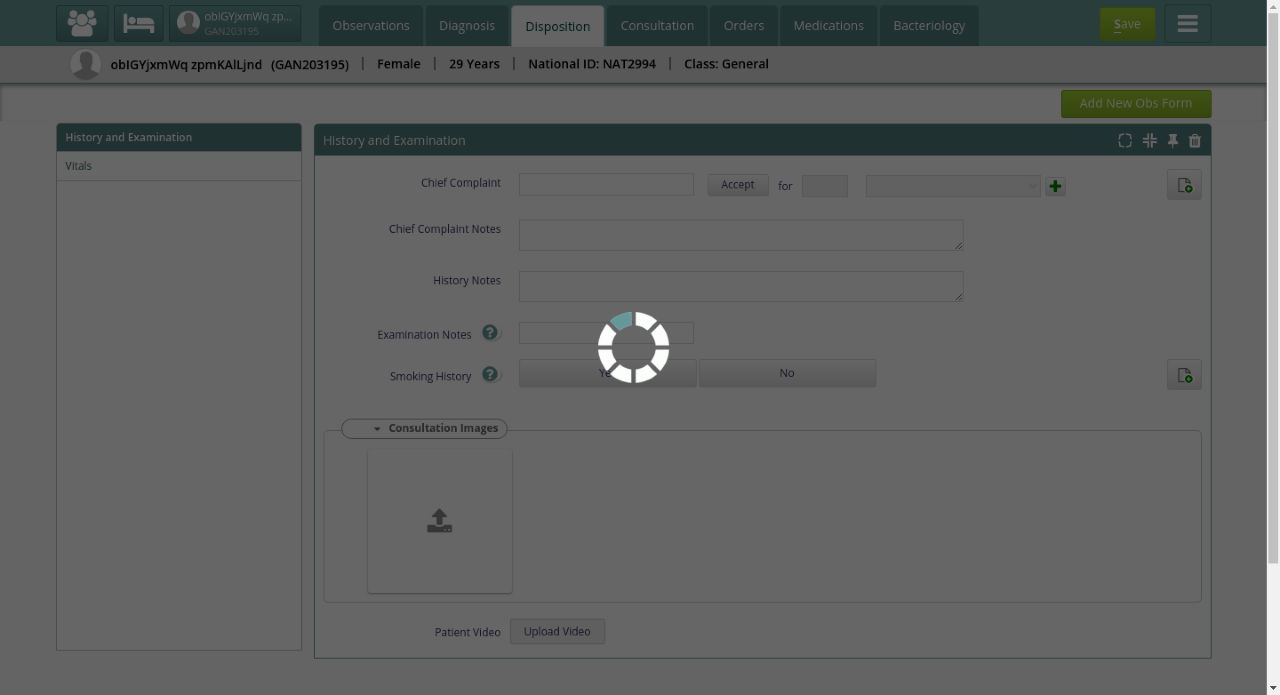 obIGYjxmWq zp...
GAN203195
Observations
Diagnosis
Disposition
Consultation
Orders
Medications
Bacteriology
Save
obIGYjxmWq zpmKAlLjnd (GAN203195) | Female | 29 Years | National ID: NAT2994 | Class: General
Add New Obs Form
History and Examination
Vitals
History and Examination
Chief Complaint
Accept
for
Chief Complaint Notes
History Notes
Examination Notes
Smoking History
Ye
No
Consultation Images
Patient Video
Upload Video